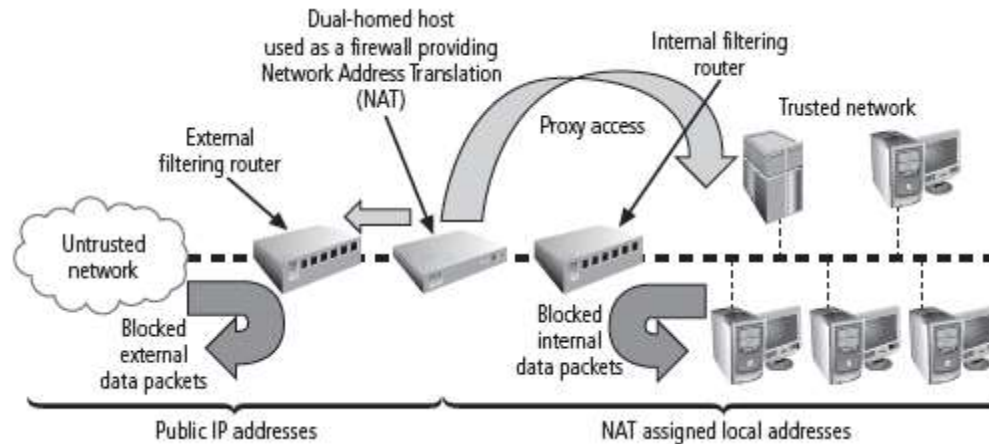 Dual-homed host
used as a firewall providing
Network Address Translation
(NAT)
Internal filtering
router
Proxy access
Trusted network
External
filtering router
Untrusted
network
Blocked
external
data packets
Blocked
internal
data packets
Public IP addresses
NAT assigned local addresses